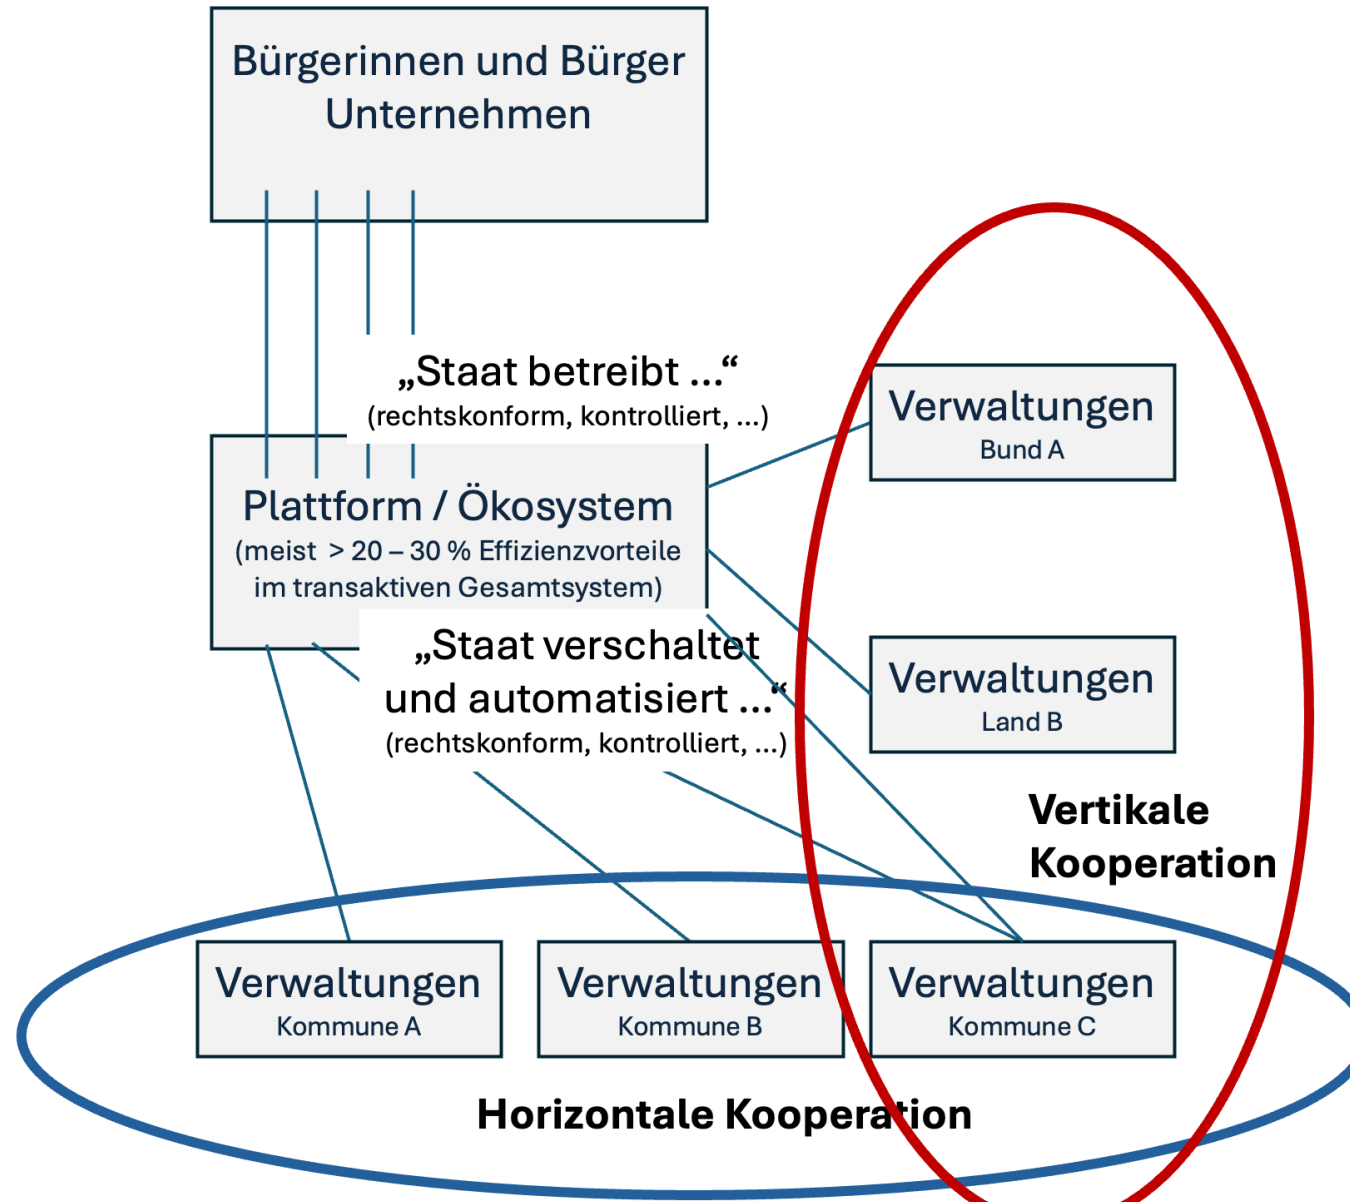 Bürgerinnen und Bürger
Unternehmen
„Staat betreibt ...“
(rechtskonform, kontrolliert, ...)
Plattform / Ökosystem
(meist > 20 – 30 % Effizienzvorteile
im transaktiven Gesamtsystem)
„Staat verschaltet
und automatisiert ...“
(rechtskonform, kontrolliert, ...)
Verwaltungen
Bund A
Verwaltungen
Land B
Vertikale
Kooperation
Verwaltungen
Kommune A
Verwaltungen
Kommune B
Verwaltungen
Kommune C
Horizontale Kooperation